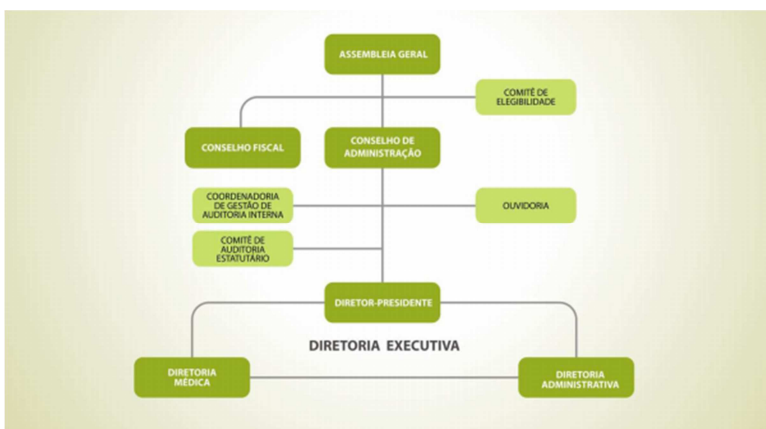 ASSEMBLEIA GERAL
COMITÊ DE
ELEGIBILIDADE
CONSELHO FISCAL
CONSELHO DE
ADMINISTRAÇÃO
COORDENADORIA
DE GESTÃO DE
AUDITORIA INTERNA
OUVIDORIA
COMITÊ DE
AUDITORIA
ESTATUTÁRIO
DIRETOR-PRESIDENTE
DIRETORIA EXECUTIVA
DIRETORIA
MÉDICA
DIRETORIA
ADMINISTRATIVA